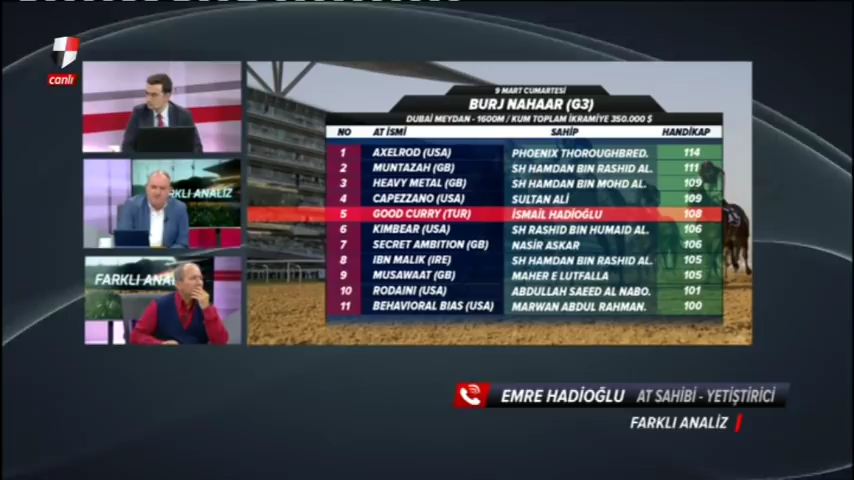 canlı
9 MART CUMARTESİ
BURJ NAHAAR (G3)
DUBAİ MEYDAN - 1600M / KUM TOPLAM İKRAMİYE 350.000 $
NO AT İSMİ SAHİP HANDİKAP
1 AXELROD (USA) PHOENIX THOROUGHBRED. 114
2 MUNTAZAH (GB) SH HAMDAN BIN RASHID AL. 111
3 HEAVY METAL (GB) SH HAMDAN BIN MOHD AL. 109
4 CAPEZZANO (USA) SULTAN ALİ 109
5 GOOD CURRY (TUR) İSMAİL HADİOĞLU 108
6 KIMBEAR (USA) SH RASHID BIN HUMAID AL. 106
7 SECRET AMBITION (GB) NASIR ASKAR 106
8 IBN MALIK (IRE) SH HAMDAN BIN RASHID AL. 105
9 MUSAWAAT (GB) MAHER E LUTFALLA 105
10 RODAINI (USA) ABDULLAH SAEED AL NABO. 101
11 BEHAVIORAL BIAS (USA) MARWAN ABDUL RAHMAN. 100
FARKLI ANALİZ
FARKLI ANALİ
EMRE HADİOĞLU AT SAHİBİ - YETİŞTİRİCİ
FARKLI ANALİZ